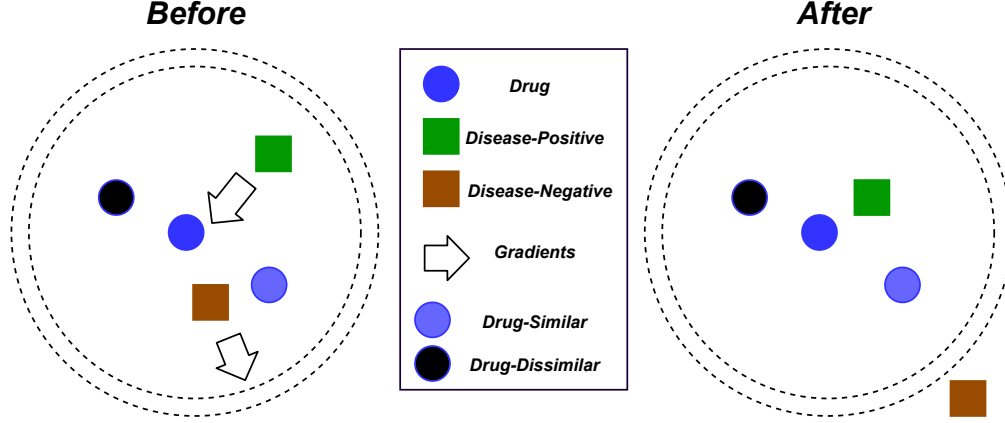 Before
After
Drug
Disease-Positive
Disease-Negative
Gradients
Drug-Similar
Drug-Dissimilar